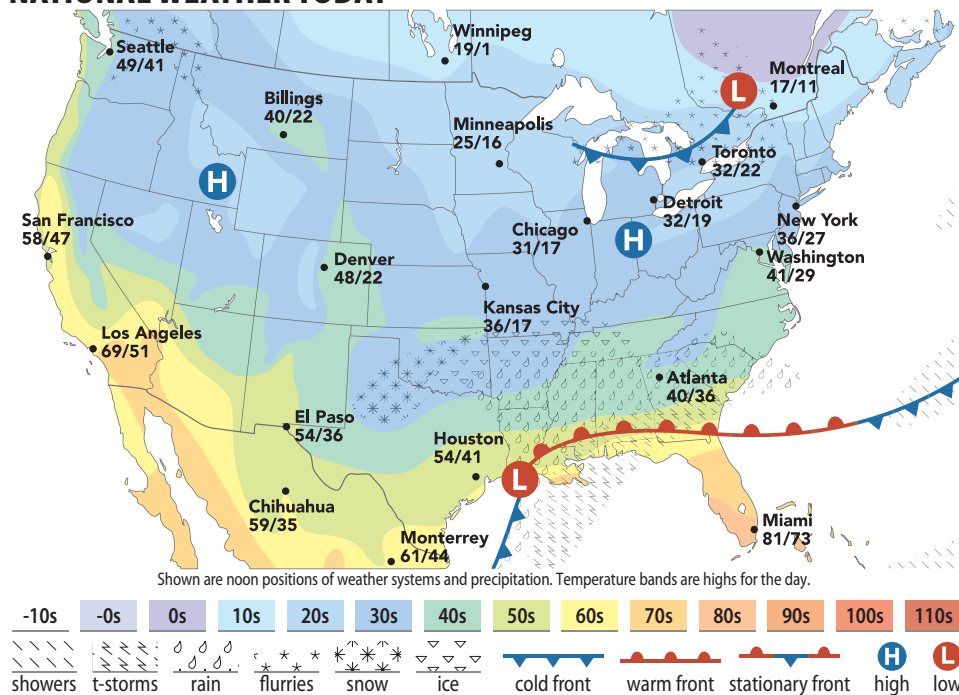 NATIONAL WEATHER TODAY
Seattle
49/41
Winnipeg
19/1
Montreal
17/11
Billings
40/22
Minneapolis
25/16
Toronto
32/22
San Francisco
58/47
Denver
48/22
Chicago
31/17
Detroit
32/19
New York
36/27
Washington
41/29
Kansas City
36/17
Los Angeles
69/51
Atlanta
40/36
El Paso
54/36
Houston
54/41
Chihuahua
59/35
Monterrey
61/44
Miami
81/73
L
H
H
L
Shown are noon positions of weather systems and precipitation. Temperature bands are highs for the day.
-10s -0s 0s 10s 20s 30s 40s 50s 60s 70s 80s 90s 100s 110s
H L
showers t-storms rain flurries snow ice cold front warm front stationary front high low